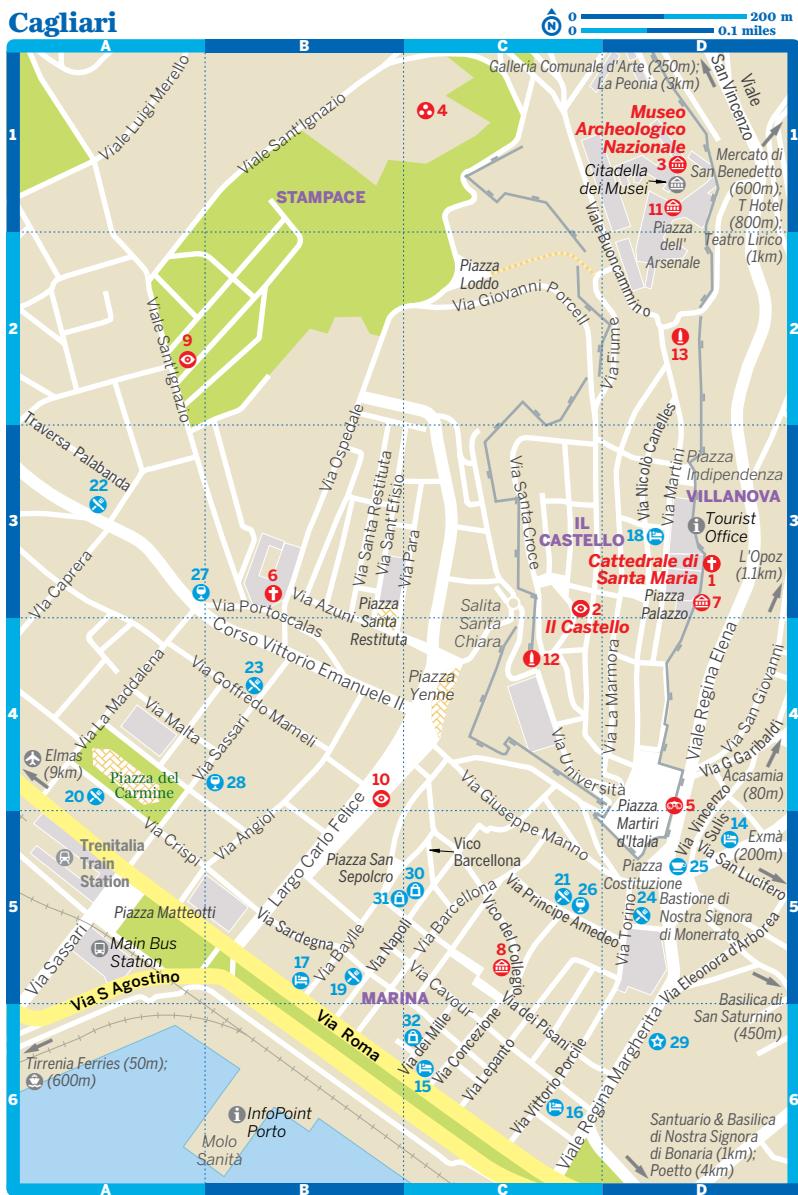 Cagliari
N
0 200 m
0 0.1 miles
A B C D
1
Viale Luigi Merello
Viale Sant'Ignazio
4
Galleria Comunale d'Arte (250m);
La Peonia (3km)
San Vincenzo
Viale
Museo
Archeologico
Nazionale
3
Citadella
dei Musei
11
Piazza
dell'
Arsenale
Mercato di
San Benedetto
(600m);
T Hotel
(800m);
Teatro Lirico
(1km)
1
STAMPACE
Viale Buoncammino
Piazza
Loddo
Via Giovanni Porcell
2
Viale Sant'Ignazio
9
Via Fiume
13
2
Traversa Palabanda
22
Via Ospedale
Via Santa Restituta
Via Sant'Efisio
Via Para
Via Santa Croce
Via Nicolò Canelles
Via Martini
Piazza
Indipendenza
VILLANOVA
3
IL
CASTELLO
18
Tourist
Office
3
Cattedrale di
Santa Maria
1
L'Opoz
(1.1km)
Via Caprera
27
6
Via Portoscalas
Via Azuni
Piazza
Santa
Restituta
Salita
Santa
Chiara
2
Il Castello
Piazza
Palazzo
7
Corso Vittorio Emanuele II
12
4
Via La Maddalena
23
Via Goffredo Mameli
Via Malta
Via Sassari
Piazza
Yenne
Via La Marmora
Viale Regina Elena
Via San Giovanni
Via G Garibaldi
4
Elmas
(9km)
Piazza del
Carmine
20
28
10
Via Università
Acasamia
(80m)
Via Giuseppe Manno
Piazza
Martiri
d'Italia
5
Via Vincenzo
Sulis
14
Via Crispi
Via Angioi
Largo Carlo Felice
Trenitalia
Train
Station
Vico
Barcellona
Piazza San
Sepolcro
30
31
Exmà
(200m)
Via San Lucifero
Piazza
Costituzione
25
5
Piazza Matteotti
Via Barcellona
Via Principe Amedeo
21
26
24
Bastione di
Nostra Signora
di Monerrato
5
Via Sassari
Main Bus
Station
Via Sardegna
Via Baylle
Via Napoli
Vico del Collegio
8
Via Torino
Via Eleonora d'Arborea
Via S Agostino
17
19
MARINA
Via Cavour
Via dei Pisani
Basilica di
San Saturnino
(450m)
Via Roma
32
Via dei Mille
Via Concezione
Via Lepanto
29
Tirrenia Ferries (50m);
(600m)
15
Via Vittorio Porcile
16
Viale Regina Margherita
6
InfoPoint
Porto
Molo
Sanità
Santuario & Basilica
di Nostra Signora
di Bonaria (1km);
Poetto (4km)
6
A B C D